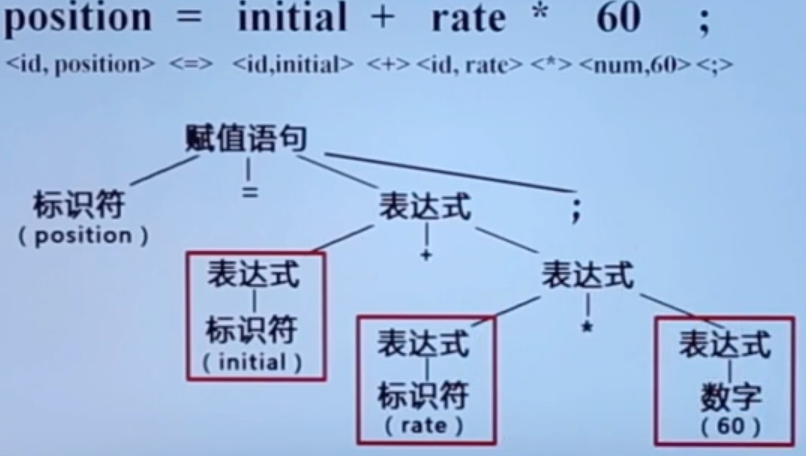 position = initial + rate * 60 ;
<id, position> <=> <id,initial> <+> <id, rate> <*> <num,60> <;>
赋值语句
标识符 = 表达式 ;
(position)
+
表达式 表达式
标识符 *
(initial) 表达式 表达式
标识符 数字
(rate) (60)